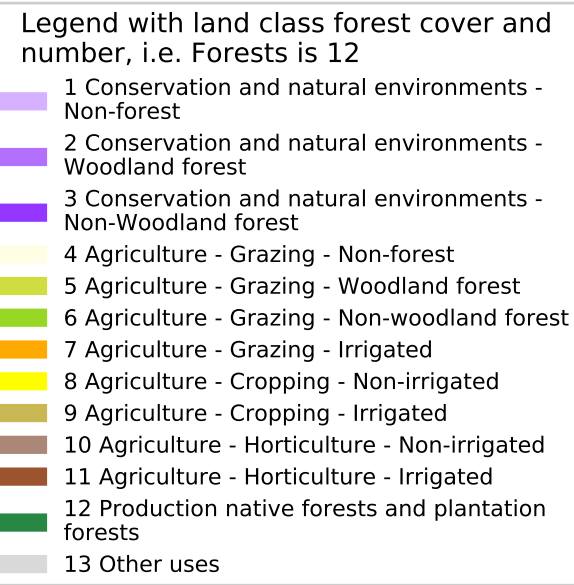 Legend with land class forest cover and
number, i.e. Forests is 12
1 Conservation and natural environments -
Non-forest
2 Conservation and natural environments -
Woodland forest
3 Conservation and natural environments -
Non-Woodland forest
4 Agriculture - Grazing - Non-forest
5 Agriculture - Grazing - Woodland forest
6 Agriculture - Grazing - Non-woodland forest
7 Agriculture - Grazing - Irrigated
8 Agriculture - Cropping - Non-irrigated
9 Agriculture - Cropping - Irrigated
10 Agriculture - Horticulture - Non-irrigated
11 Agriculture - Horticulture - Irrigated
12 Production native forests and plantation
forests
13 Other uses